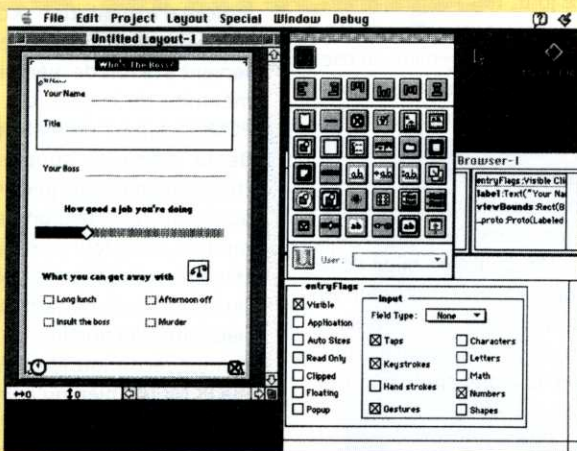 File Edit Project Layout Special Window Debug
Untitled Layout-1
Who's The Boss?
Your Name
Title
Your Boss
How good a job you're doing
What you can get away with
Long lunch
Afternoon off
Insult the boss
Murder
0
0
Browser-1
entryFlags:Visible Cli
label:Text("Your Na
viewBounds:Rect(B
_proto:Proto(Labeled
User:
entryFlags
Visible
Application
Auto Sizes
Read Only
Clipped
Floating
Popup
Input
Field Type: None
Taps
Keystrokes
Hand strokes
Gestures
Characters
Letters
Math
Numbers
Shapes